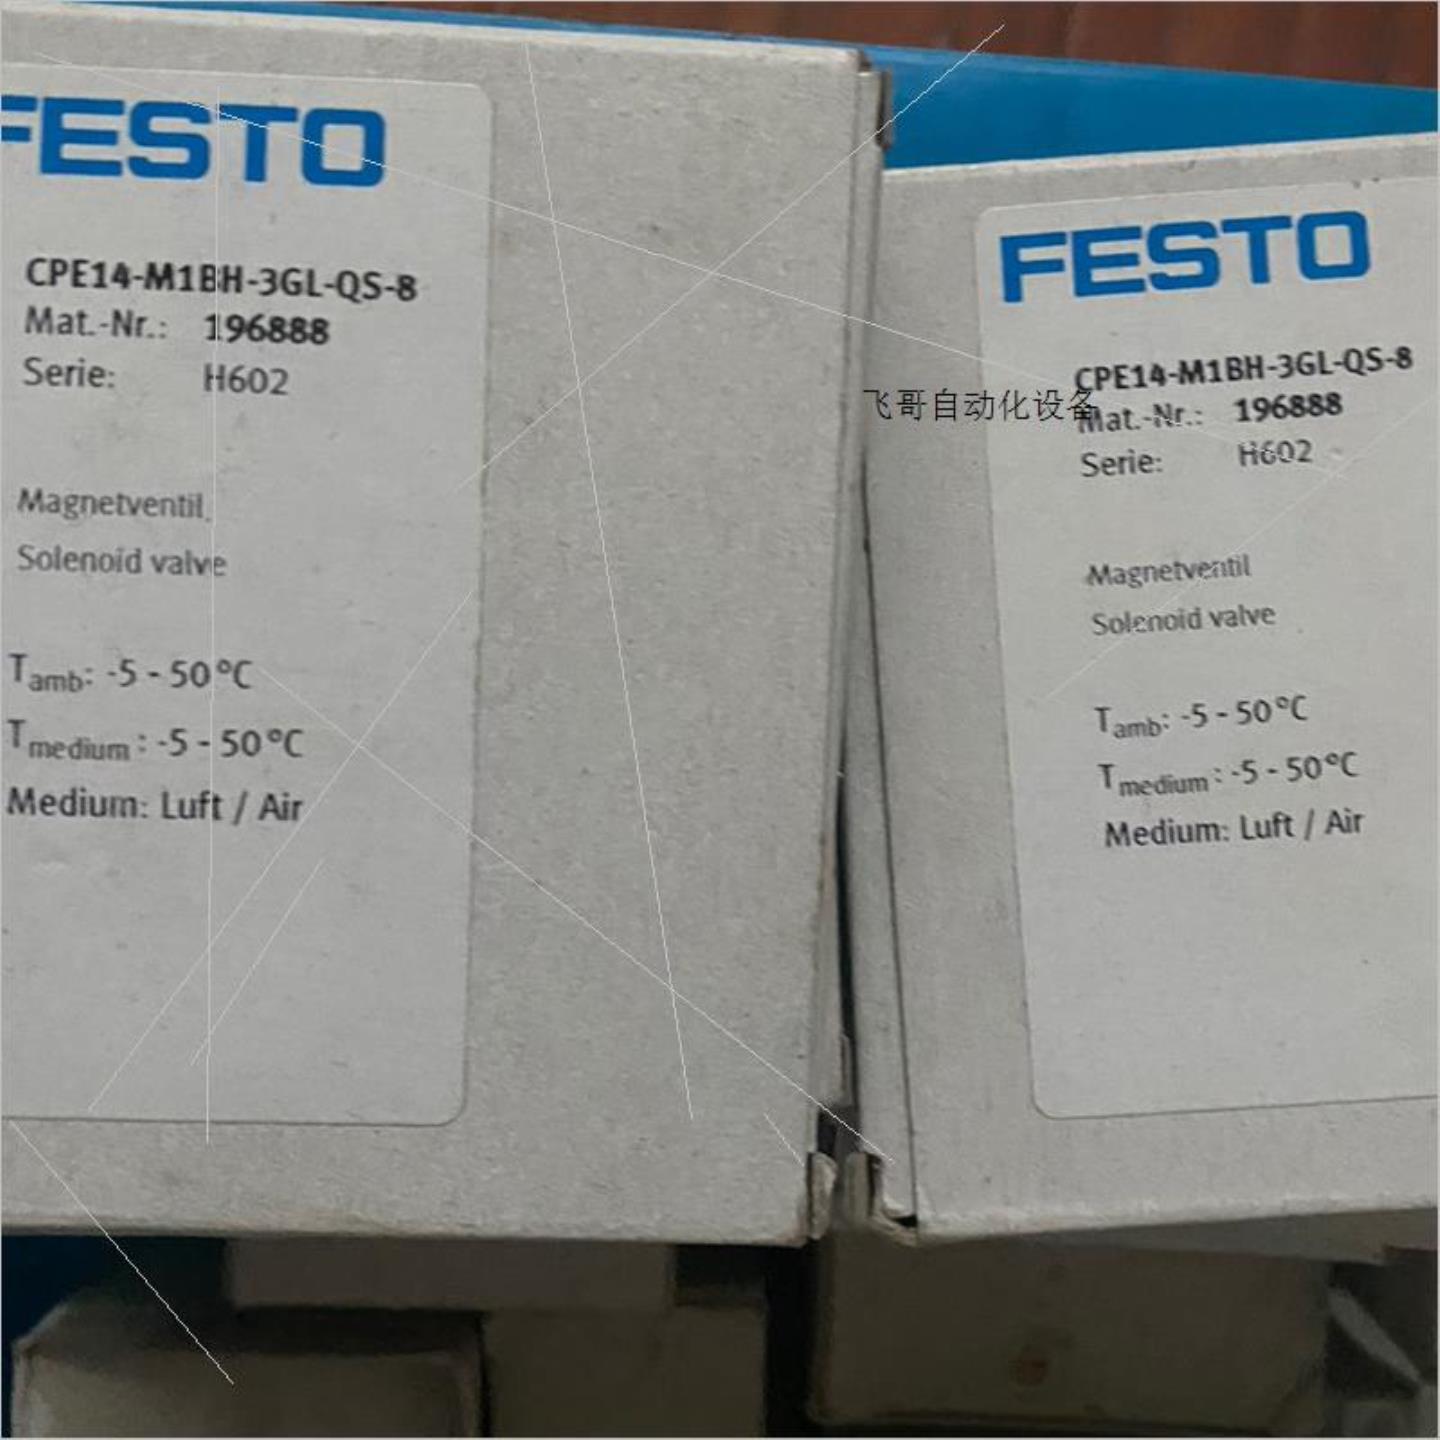 FESTO
CPE14-M1BH-3GL-QS-8
Mat.-Nr.: 196888
Serie: H602
Magnetventil
Solenoid valve
Tamb: -5 - 50°C
Tmedium: -5 - 50°C
Medium: Luft / Air
飞哥自动化设备
FESTO
CPE14-M1BH-3GL-QS-8
Mat.-Nr.: 196888
Serie: H602
Magnetventil
Solenoid valve
Tamb: -5 - 50°C
Tmedium: -5 - 50°C
Medium: Luft / Air